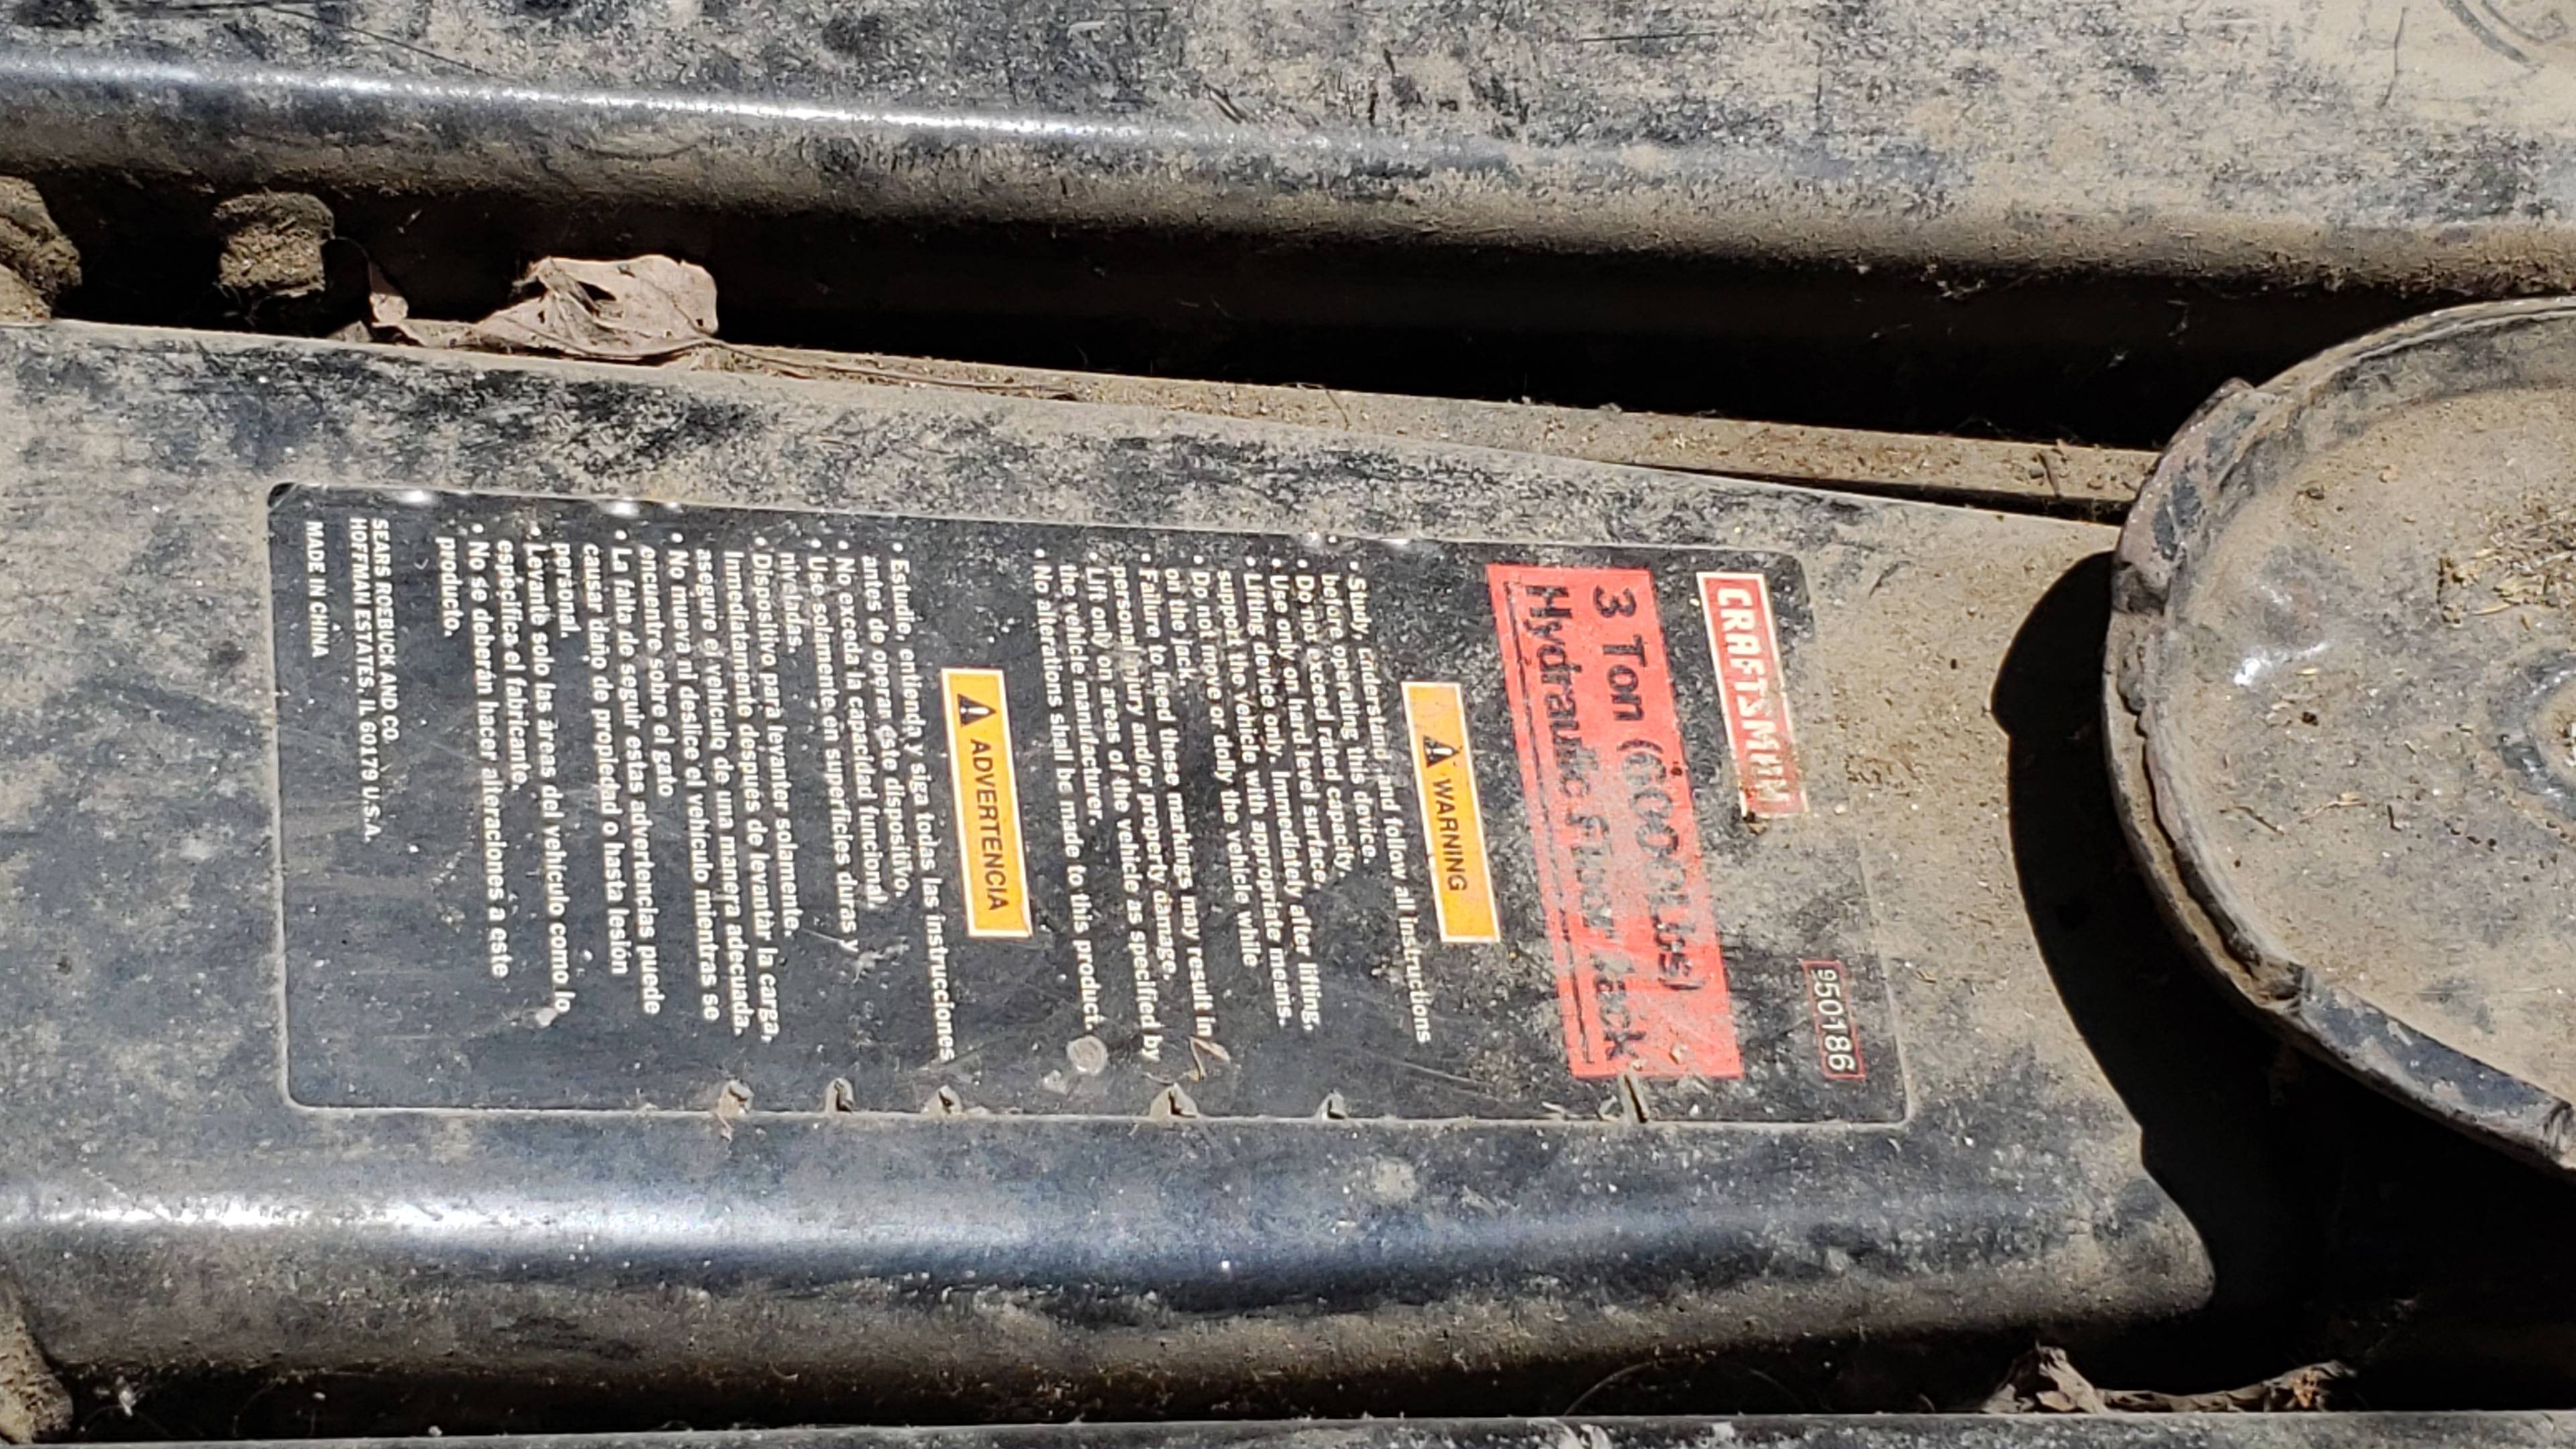 CRAFTSMAN
950186
3 Ton (6000 Lbs)
Hydraulic Floor Jack
WARNING
• Study, understand, and follow all instructions
before operating this device.
• Do not exceed rated capacity.
• Use only on hard level surface.
• Lifting device only. Immediately after lifting,
support the vehicle with appropriate means.
• Do not move or dolly the vehicle while
on the jack.
• Failure to heed these markings may result in
personal injury and/or property damage.
• Lift only on areas of the vehicle as specified by
the vehicle manufacturer.
• No alterations shall be made to this product.
ADVERTENCIA
• Estudie, entienda y siga todas las instrucciones
antes de operar este dispositivo.
• No exceda la capacidad funcional.
• Use solamente en superficies duras y
niveladas.
• Dispositivo para levanter solamente.
Inmediatamente después de levantar la carga,
asegure el vehículo de una manera adecuada.
• No mueva ni deslice el vehículo mientras se
encuentre sobre el gato
• La falta de seguir estas advertencias puede
causar daño de propiedad o hasta lesión
personal.
• Levante solo las áreas del vehículo como lo
especifica el fabricante.
• No se deberán hacer alteraciones a este
producto.
SEARS ROEBUCK AND CO.
HOFFMAN ESTATES, IL 60179 U.S.A.
MADE IN CHINA